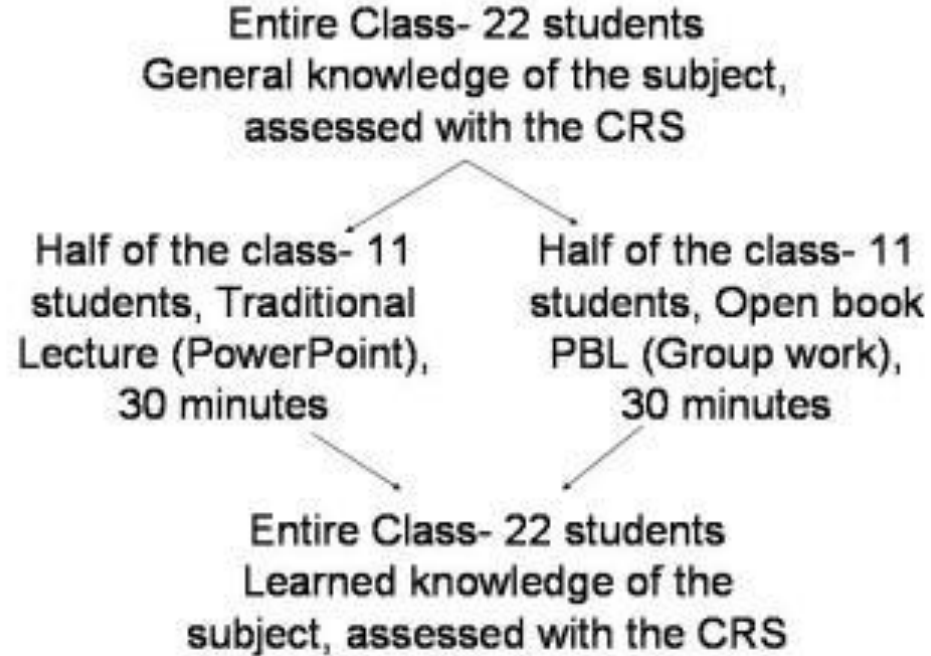 Entire Class- 22 students
General knowledge of the subject,
assessed with the CRS
Half of the class- 11
students, Traditional
Lecture (PowerPoint),
30 minutes
Half of the class- 11
students, Open book
PBL (Group work),
30 minutes
Entire Class- 22 students
Learned knowledge of the
subject, assessed with the CRS